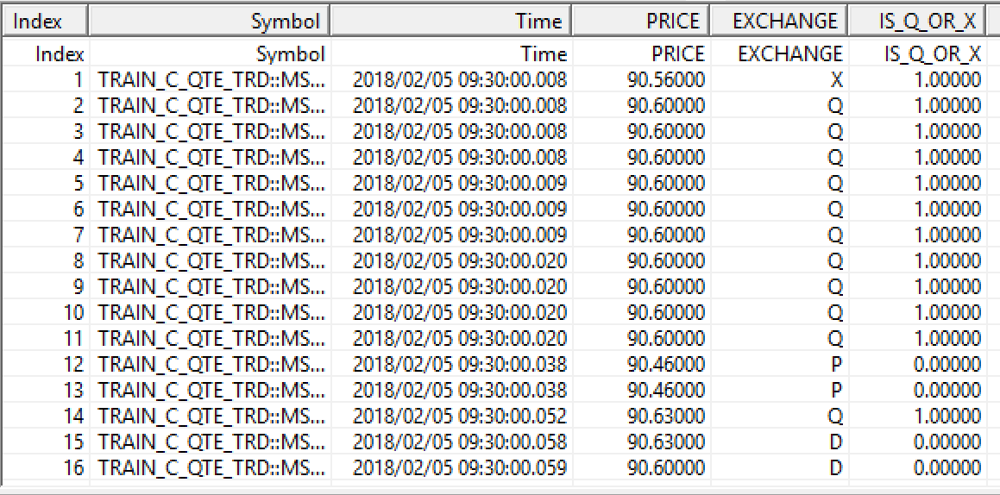 Index Symbol Time PRICE EXCHANGE IS_Q_OR_X
Index Symbol Time PRICE EXCHANGE IS_Q_OR_X
1 TRAIN_C_QTE_TRD::MS... 2018/02/05 09:30:00.008 90.56000 X 1.00000
2 TRAIN_C_QTE_TRD::MS... 2018/02/05 09:30:00.008 90.60000 Q 1.00000
3 TRAIN_C_QTE_TRD::MS... 2018/02/05 09:30:00.008 90.60000 Q 1.00000
4 TRAIN_C_QTE_TRD::MS... 2018/02/05 09:30:00.008 90.60000 Q 1.00000
5 TRAIN_C_QTE_TRD::MS... 2018/02/05 09:30:00.009 90.60000 Q 1.00000
6 TRAIN_C_QTE_TRD::MS... 2018/02/05 09:30:00.009 90.60000 Q 1.00000
7 TRAIN_C_QTE_TRD::MS... 2018/02/05 09:30:00.009 90.60000 Q 1.00000
8 TRAIN_C_QTE_TRD::MS... 2018/02/05 09:30:00.020 90.60000 Q 1.00000
9 TRAIN_C_QTE_TRD::MS... 2018/02/05 09:30:00.020 90.60000 Q 1.00000
10 TRAIN_C_QTE_TRD::MS... 2018/02/05 09:30:00.020 90.60000 Q 1.00000
11 TRAIN_C_QTE_TRD::MS... 2018/02/05 09:30:00.020 90.60000 Q 1.00000
12 TRAIN_C_QTE_TRD::MS... 2018/02/05 09:30:00.038 90.46000 P 0.00000
13 TRAIN_C_QTE_TRD::MS... 2018/02/05 09:30:00.038 90.46000 P 0.00000
14 TRAIN_C_QTE_TRD::MS... 2018/02/05 09:30:00.052 90.63000 Q 1.00000
15 TRAIN_C_QTE_TRD::MS... 2018/02/05 09:30:00.058 90.63000 D 0.00000
16 TRAIN_C_QTE_TRD::MS... 2018/02/05 09:30:00.059 90.60000 D 0.00000